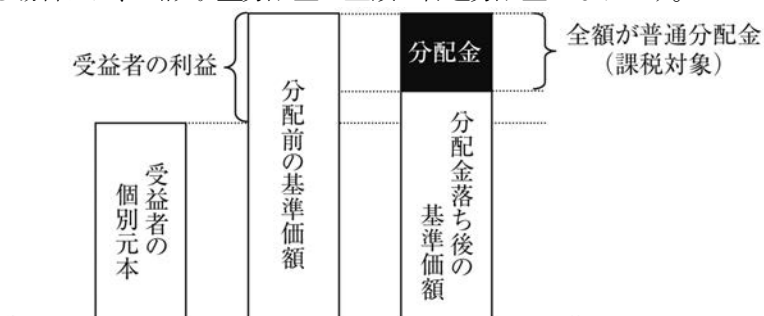 受益者の利益
分配金
全額が普通分配金
(課税対象)
受益者の
個別元本
分配前の基準価額
分配金落ち後の
基準価額